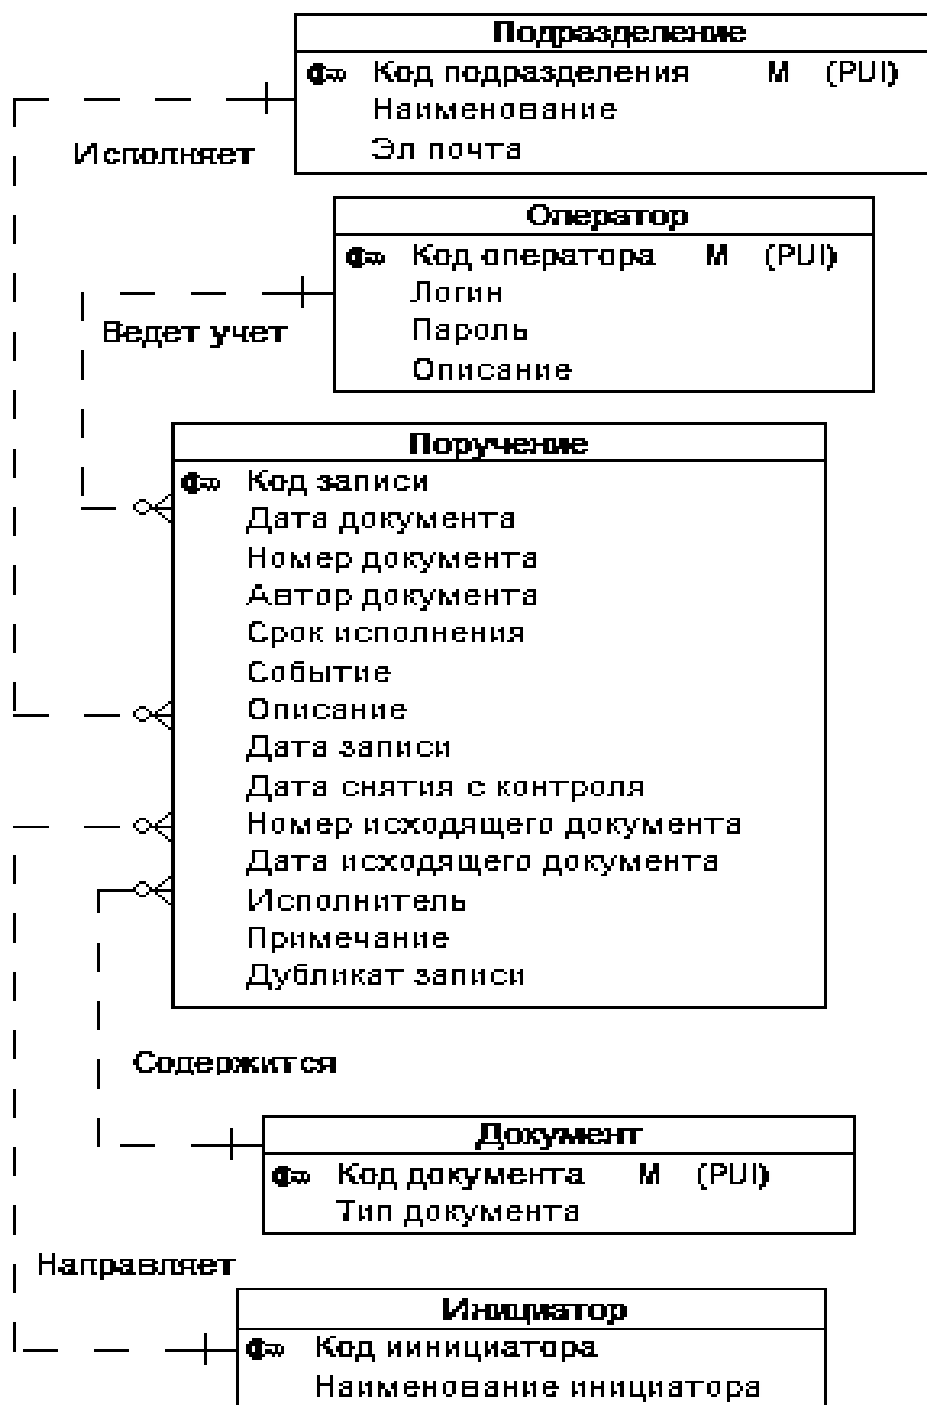 Подразделение
Код подразделения M (PUI)
Наименование
Эл почта
Исполняет
Оператор
Код оператора M (PUI)
Логин
Пароль
Описание
Ведет учет
Поручение
Код записи
Дата документа
Номер документа
Автор документа
Срок исполнения
Событие
Описание
Дата записи
Дата снятия с контроля
Номер исходящего документа
Дата исходящего документа
Исполнитель
Примечание
Дубликат записи
Содержится
Документ
Код документа M (PUI)
Тип документа
Направляет
Инициатор
Код иинициатора
Наименование инициатора